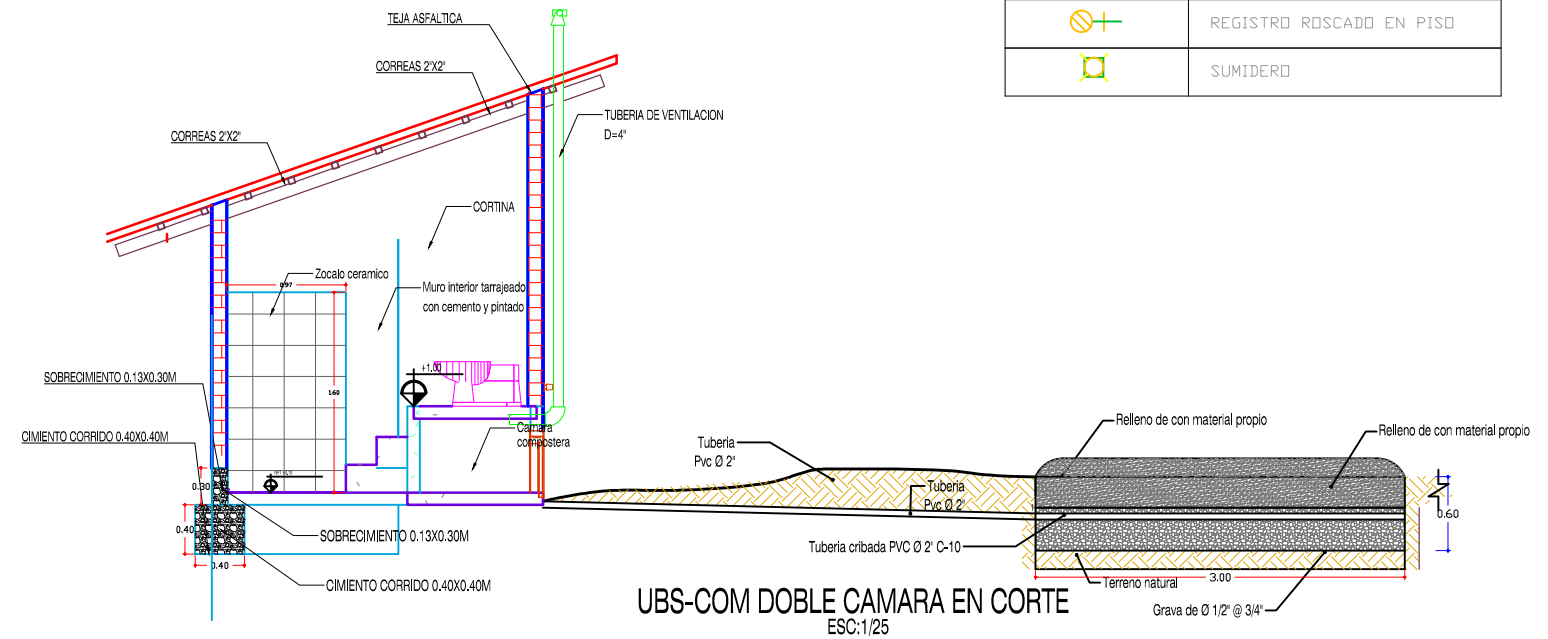 TEJA ASFALTICA
CORREAS 2"X2"
CORREAS 2"X2"
TUBERIA DE VENTILACION
D=4"
REGISTRO ROSCADO EN PISO
SUMIDERO
CORTINA
Zocalo ceramico
0.97
Muro interior tarrajeado
con cemento y pintado
+1.00
1.60
SOBRECIMIENTO 0.13X0.30M
CIMIENTO CORRIDO 0.40X0.40M
Camara
compostera
0.30
0.40
0.40
SOBRECIMIENTO 0.13X0.30M
CIMIENTO CORRIDO 0.40X0.40M
Tuberia
Pvc Ø 2"
Tuberia
Pvc Ø 2"
Tuberia cribada PVC Ø 2" C-10
Relleno de con material propio
Relleno de con material propio
0.60
3.00
Terreno natural
Grava de Ø 1/2" @ 3/4"
UBS-COM DOBLE CAMARA EN CORTE
ESC:1/25